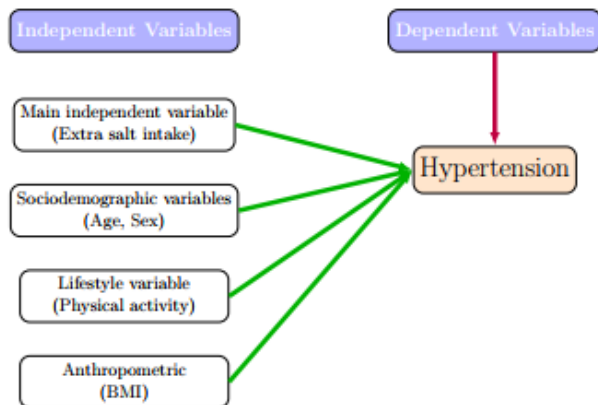 Independent Variables
Dependent Variables
Main independent variable
(Extra salt intake)
Hypertension
Sociodemographic variables
(Age, Sex)
Lifestyle variable
(Physical activity)
Anthropometric
(BMI)